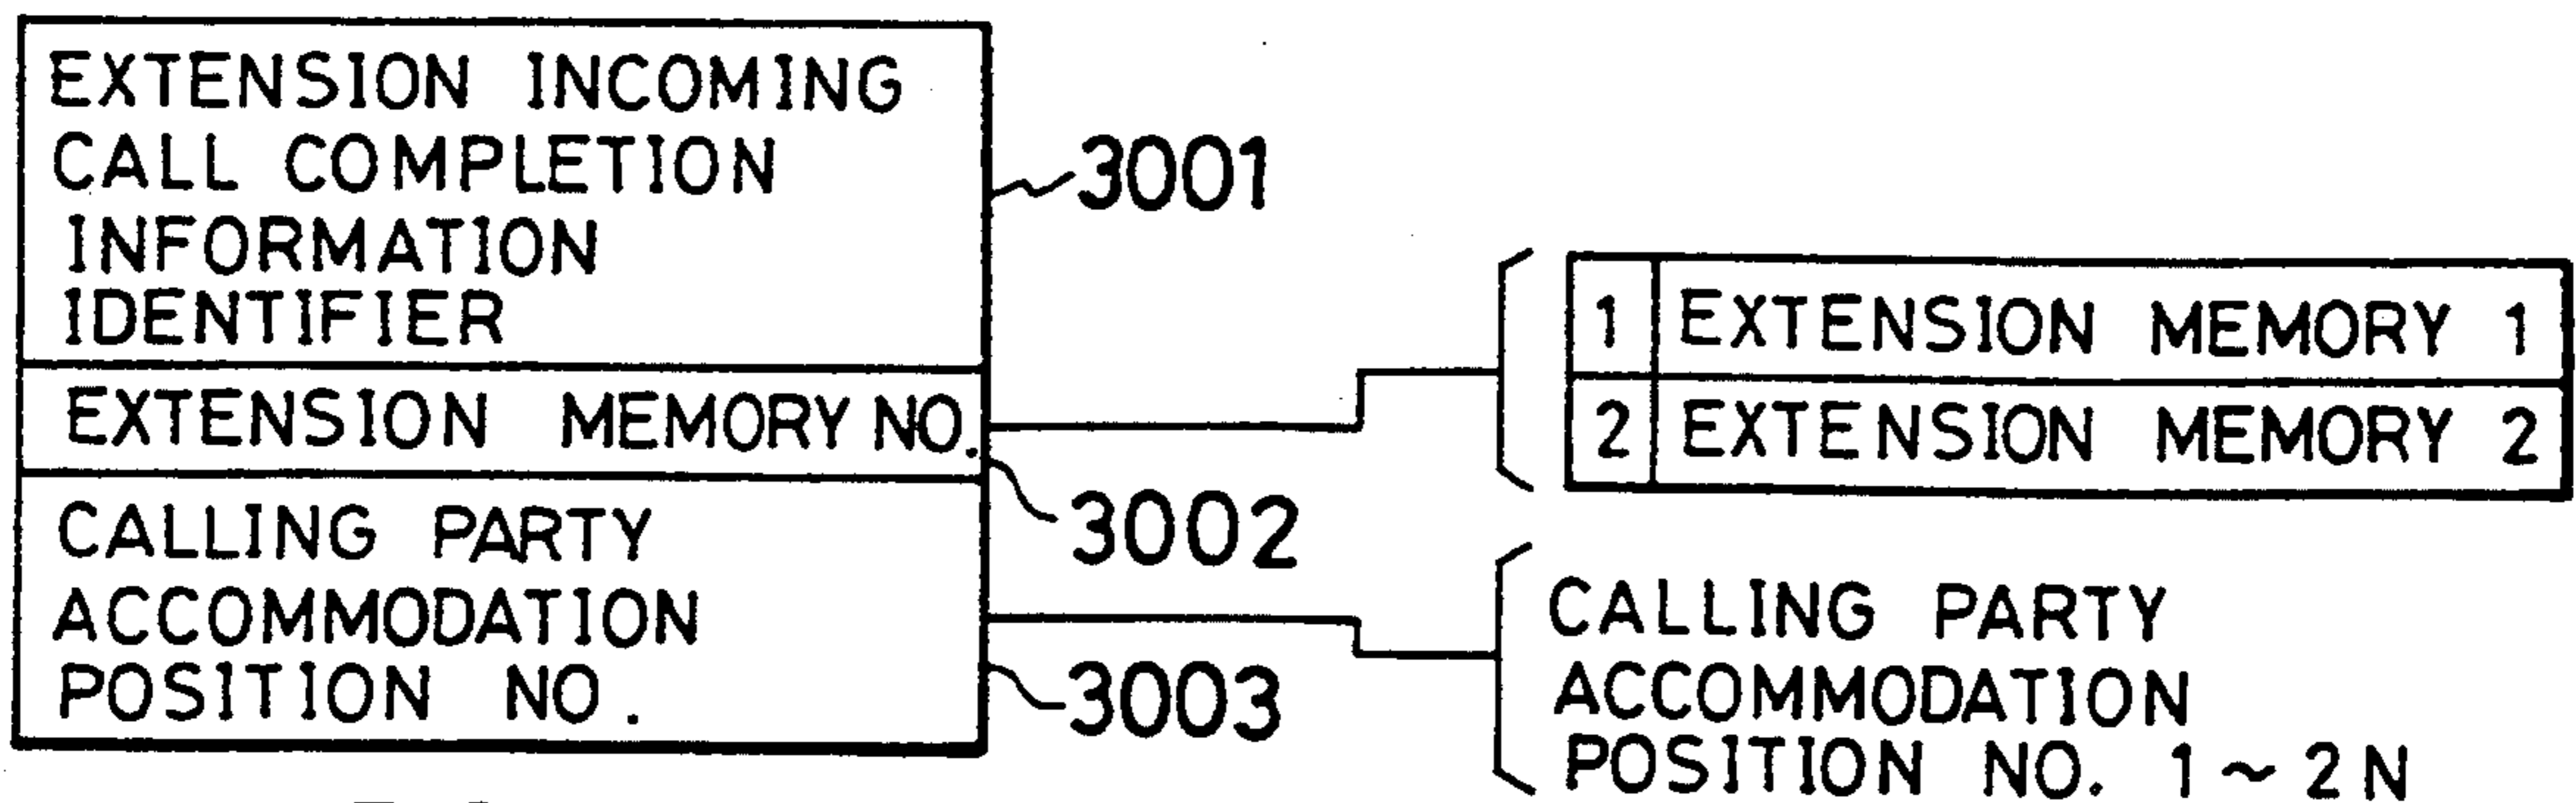 EXTENSION INCOMING
CALL COMPLETION
INFORMATION
IDENTIFIER
3001
EXTENSION MEMORY NO.
3002
CALLING PARTY
ACCOMMODATION
POSITION NO.
3003
1 EXTENSION MEMORY 1
2 EXTENSION MEMORY 2
CALLING PARTY
ACCOMMODATION
POSITION NO. 1 ~ 2N